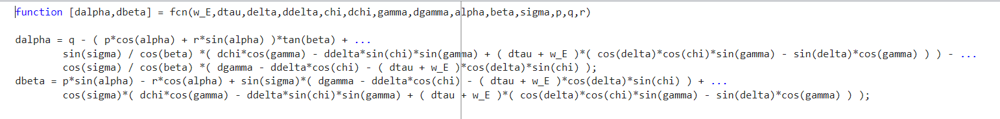 function [dalpha,dbeta] = fcn(w_E,dtau,delta,ddelta,chi,dchi,gamma,dgamma,alpha,beta,sigma,p,q,r)
dalpha = q - ( p*cos(alpha) + r*sin(alpha) )*tan(beta) + ...
sin(sigma) / cos(beta) *( dchi*cos(gamma) - ddelta*sin(chi)*sin(gamma) + ( dtau + w_E )*( cos(delta)*cos(chi)*sin(gamma) - sin(delta)*cos(gamma) ) ) - ...
cos(sigma) / cos(beta) *( dgamma - ddelta*cos(chi) - ( dtau + w_E )*cos(delta)*sin(chi) );
dbeta = p*sin(alpha) - r*cos(alpha) + sin(sigma)*( dgamma - ddelta*cos(chi) - ( dtau + w_E )*cos(delta)*sin(chi) ) + ...
cos(sigma)*( dchi*cos(gamma) - ddelta*sin(chi)*sin(gamma) + ( dtau + w_E )*( cos(delta)*cos(chi)*sin(gamma) - sin(delta)*cos(gamma) ) );